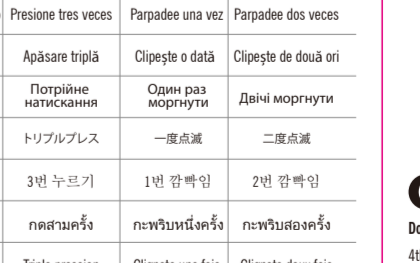 Presione tres veces Parpadee una vez Parpadee dos veces
Apăsare triplă Clipește o dată Clipește de două ori
Потрійне натискання Один раз моргнути Двічі моргнути
トリプルプレス 一度点滅 二度点滅
3번 누르기 1번 깜빡임 2번 깜빡임
กดสามครั้ง กะพริบหนึ่งครั้ง กะพริบสองครั้ง